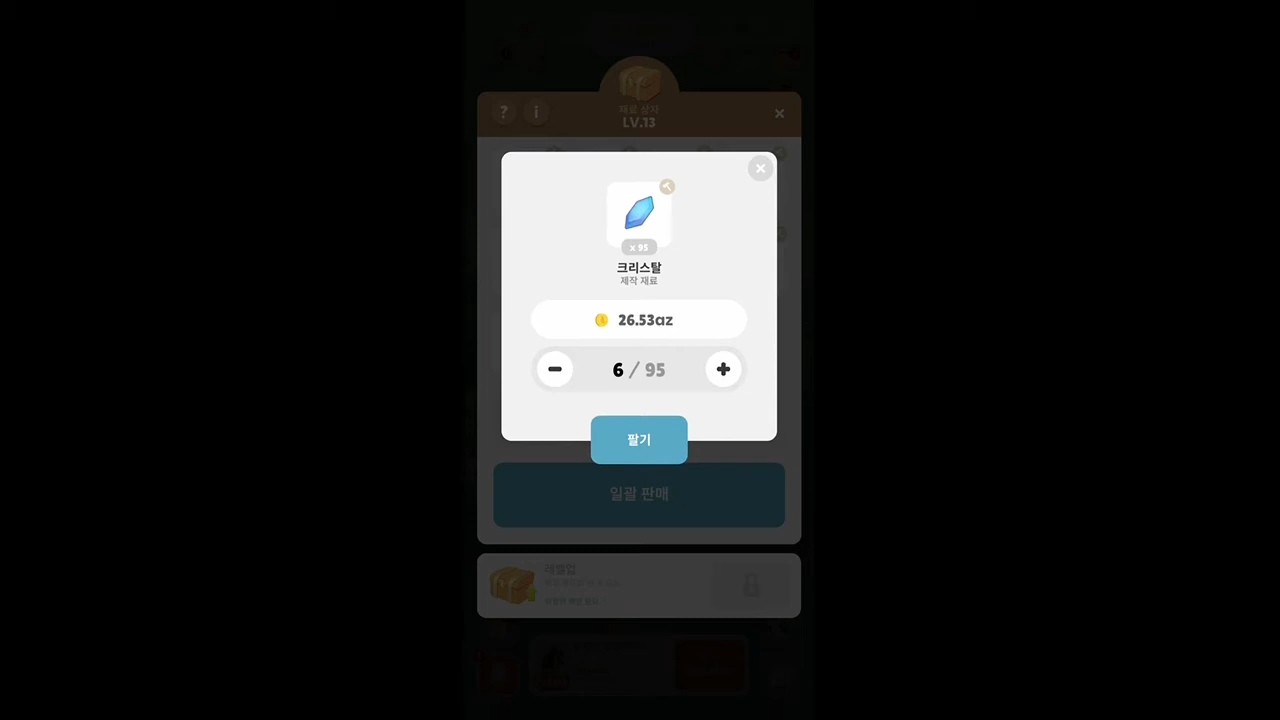 ?
i
재료 상자
LV.13
x 95
크리스탈
제작 재료
26.53az
6 / 95
팔기
일괄 판매
레벨업